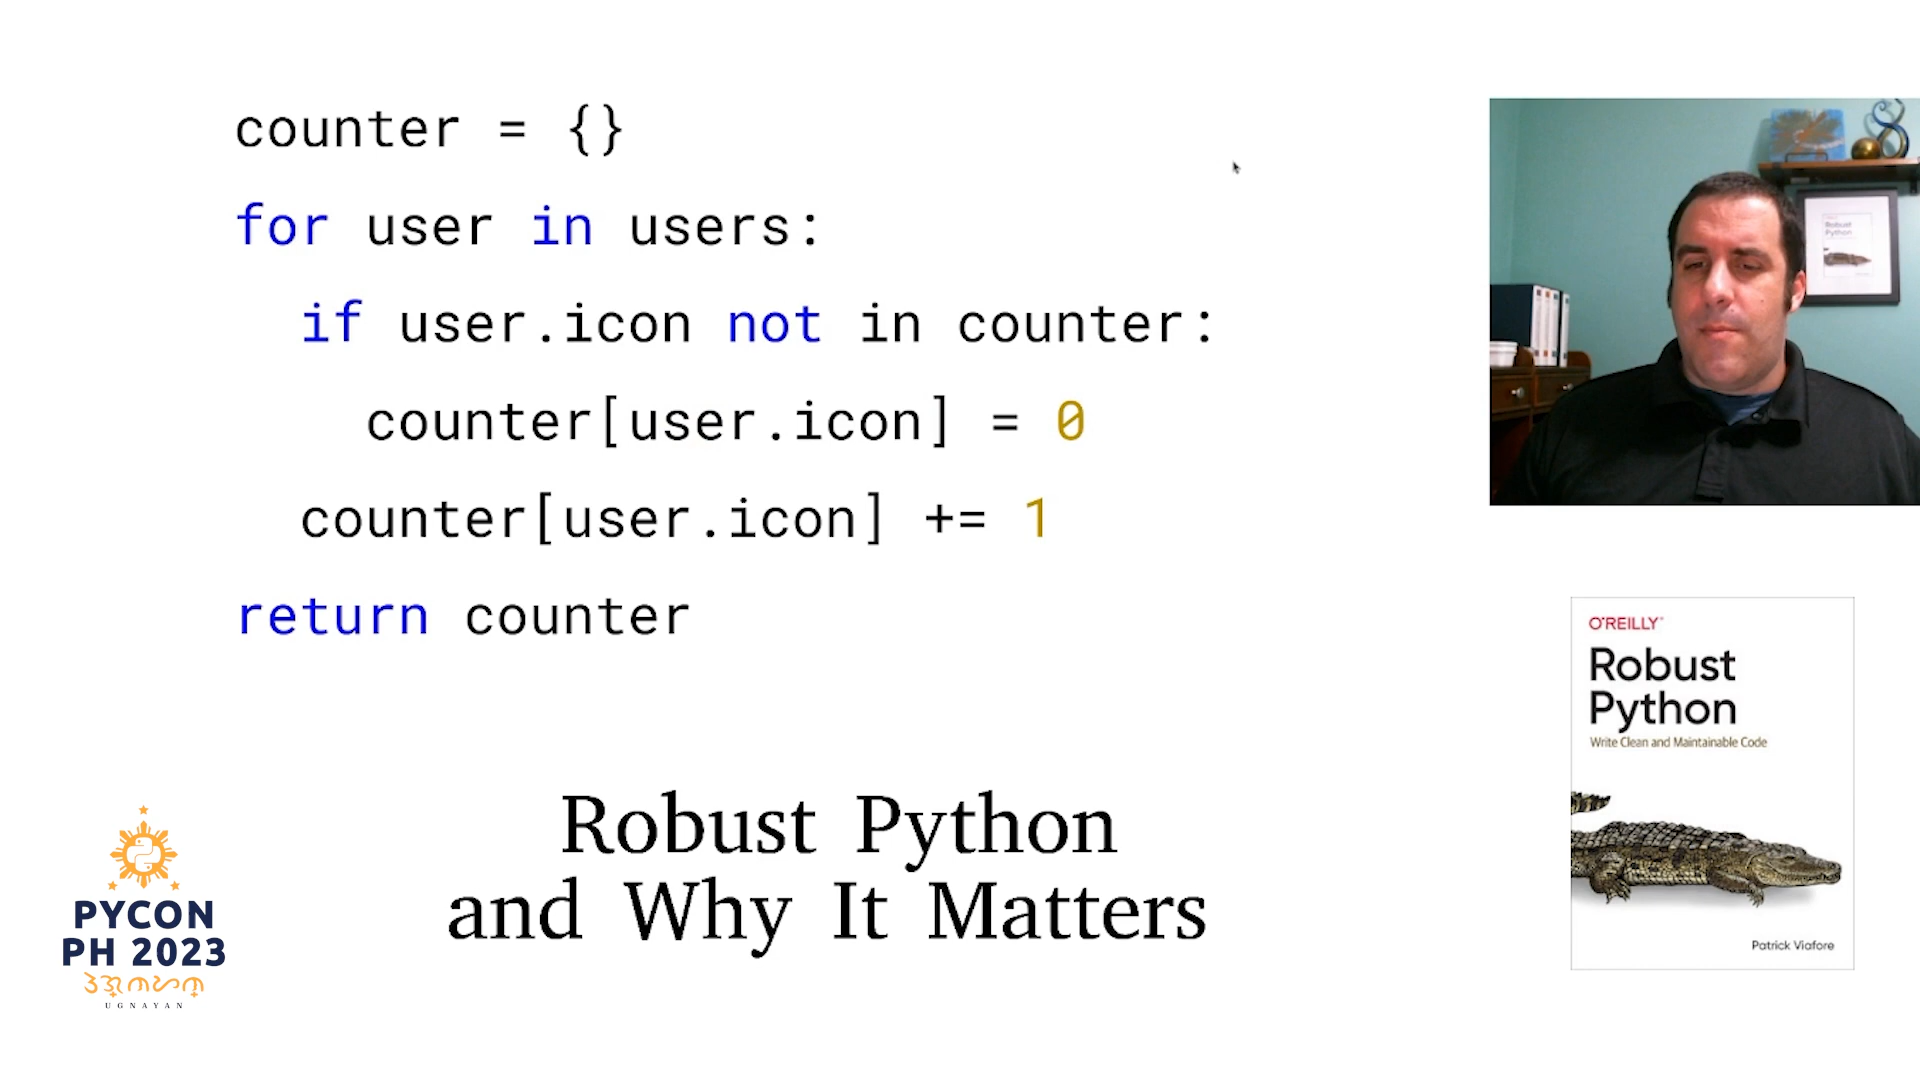 counter = {}
for user in users:
if user.icon not in counter:
counter[user.icon] = 0
counter[user.icon] += 1
return counter
Robust Python
and Why It Matters
PYCON
PH 2023
UGNAYAN
Robust
Python
O'REILLY
Robust
Python
Write Clean and Maintainable Code
Patrick Viafore